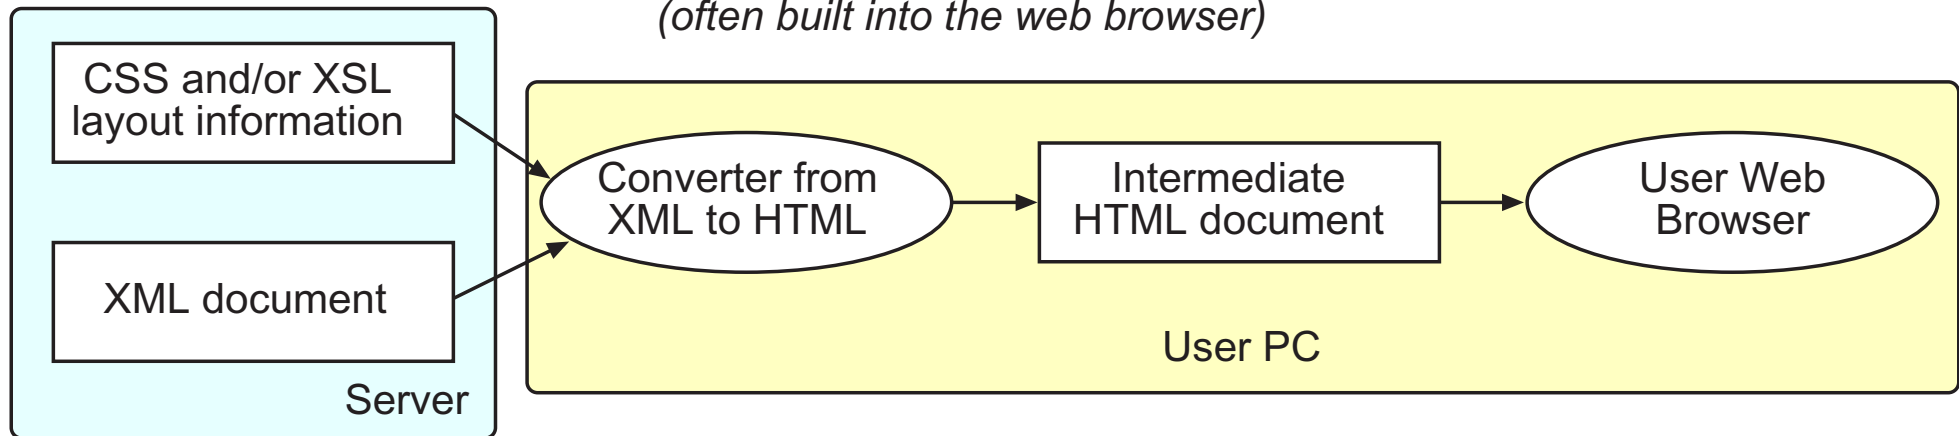 (often built into the web browser)
CSS and/or XSL
layout information
XML document
Server
Converter from
XML to HTML
Intermediate
HTML document
User Web
Browser
User PC